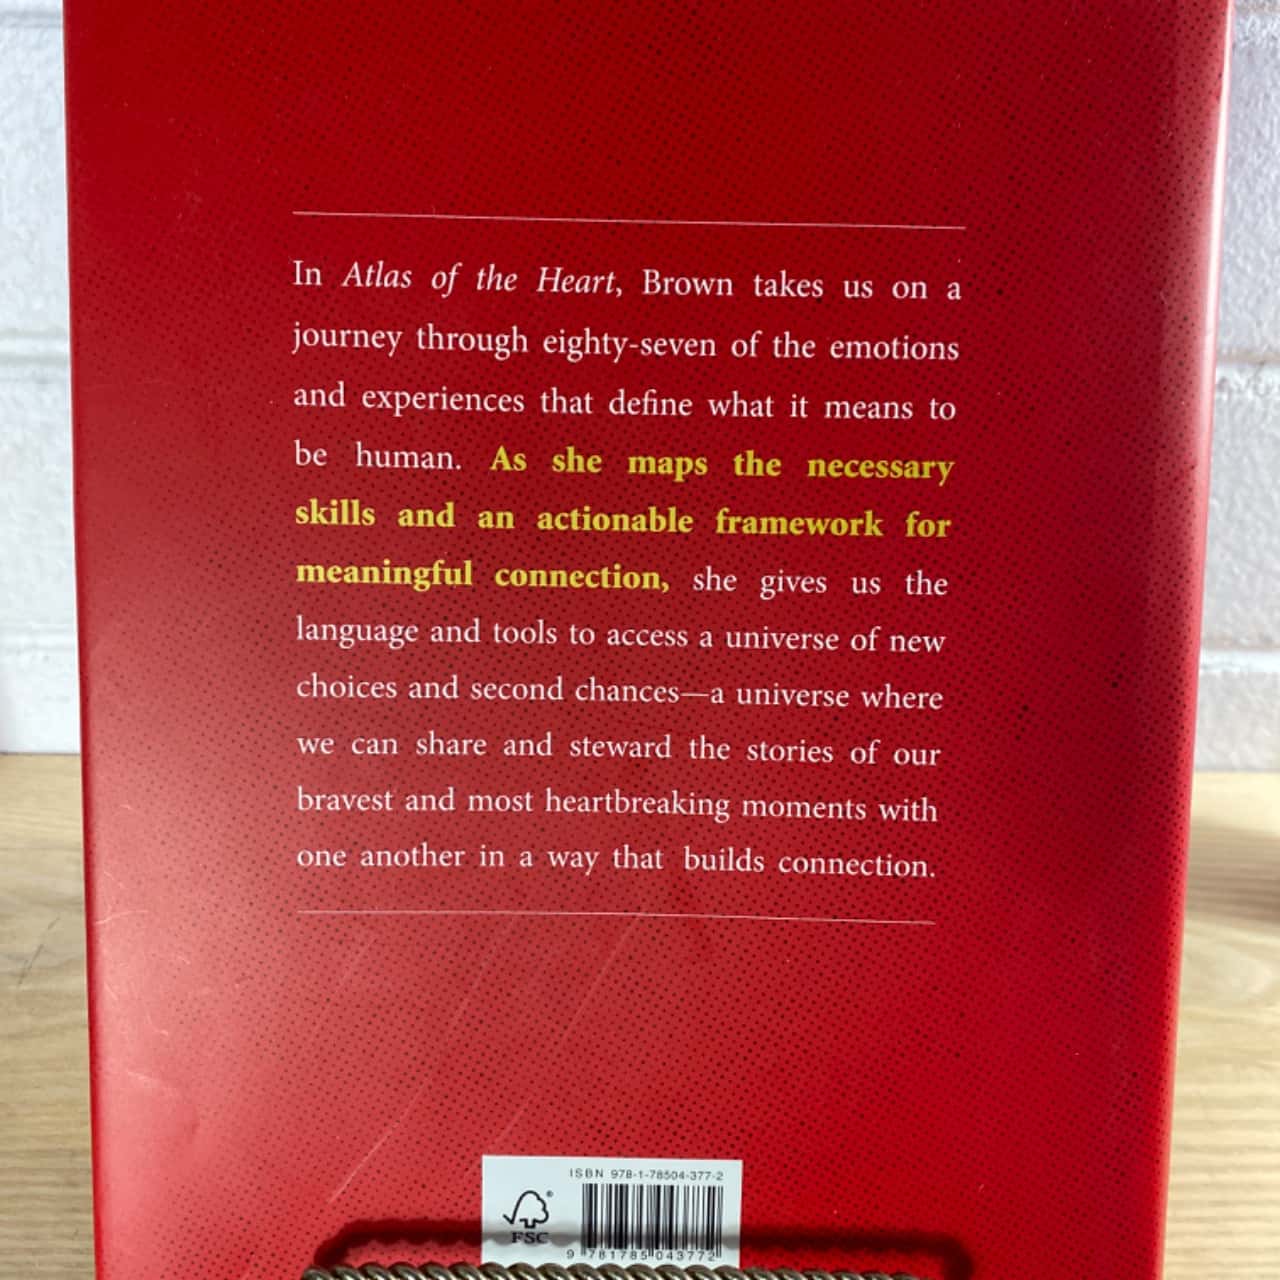 In Atlas of the Heart, Brown takes us on a
journey through eighty-seven of the emotions
and experiences that define what it means to
be human. As she maps the necessary
skills and an actionable framework for
meaningful connection, she gives us the
language and tools to access a universe of new
choices and second chances—a universe where
we can share and steward the stories of our
bravest and most heartbreaking moments with
one another in a way that builds connection.
ISBN 978-1-78504-377-2
FSC
9 781785 043772